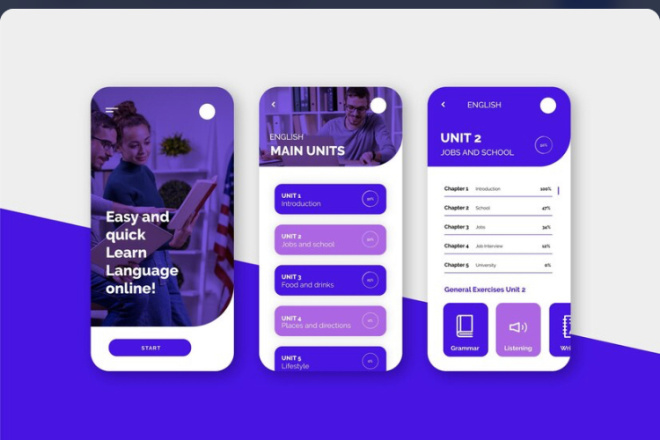 Easy and
quick
Learn
Language
online!
START
ENGLISH
MAIN UNITS
UNIT 1
Introduction
UNIT 2
Jobs and school
UNIT 3
Food and drinks
UNIT 4
Places and directions
UNIT 5
Lifestyle
ENGLISH
UNIT 2
JOBS AND SCHOOL
Chapter 1 Introduction 100%
Chapter 2 School 47%
Chapter 3 Jobs 34%
Chapter 4 Job Interview 12%
Chapter 5 University 0%
General Exercises Unit 2
Grammar
Listening